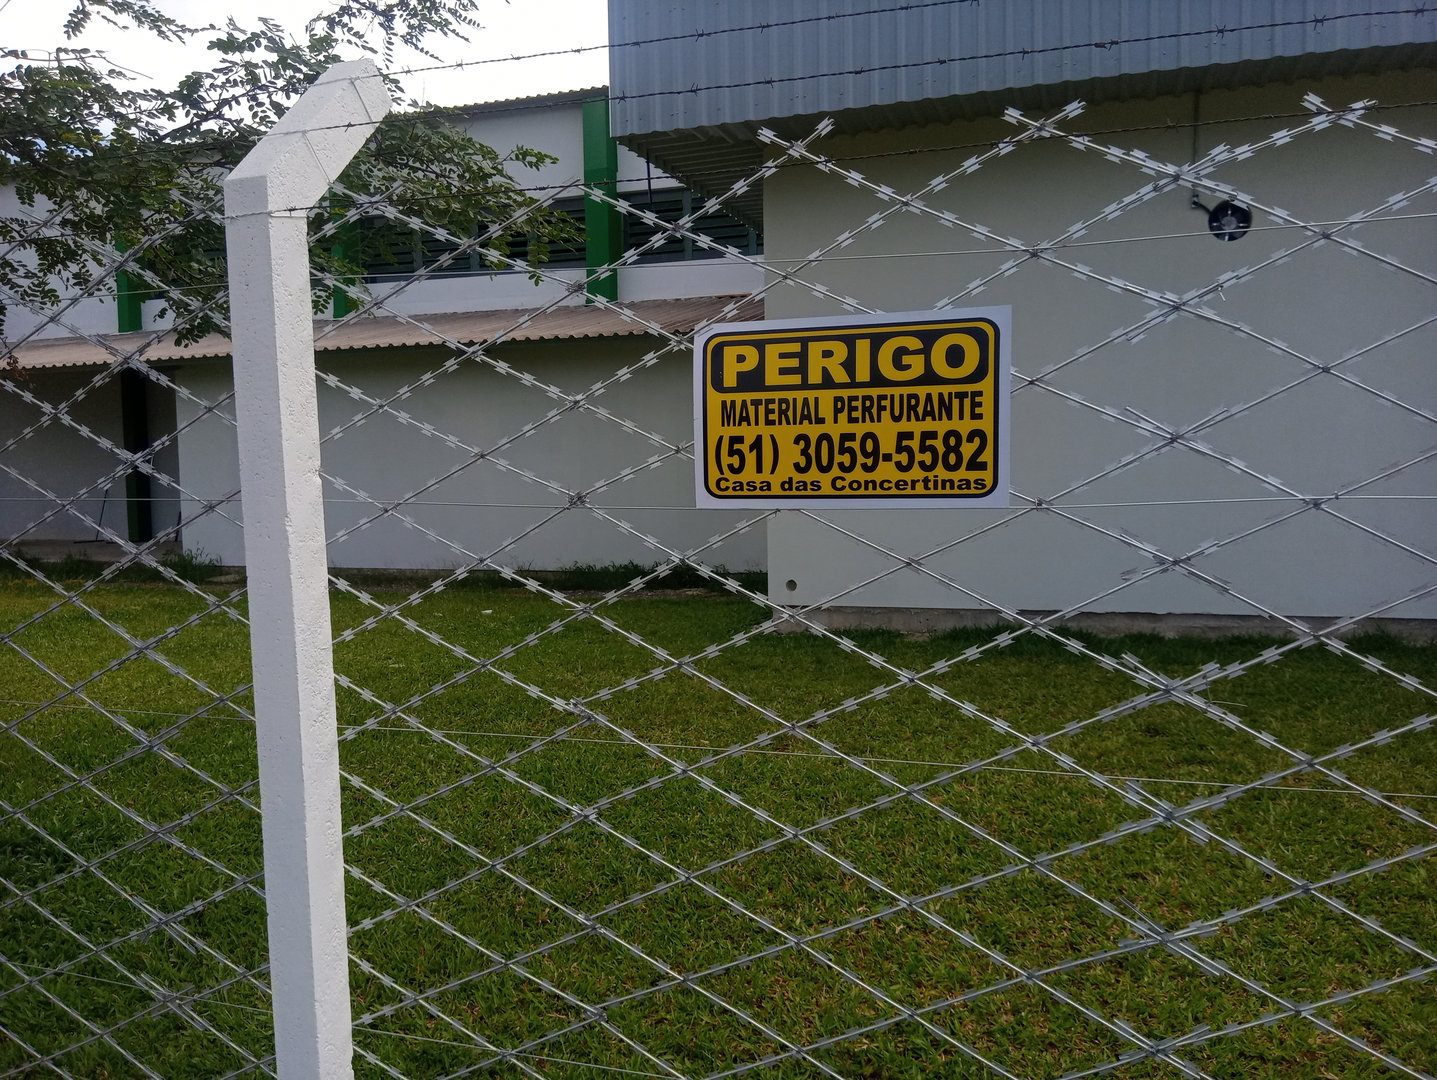 PERIGO
MATERIAL PERFURANTE
(51) 3059-5582
Casa das Concertinas